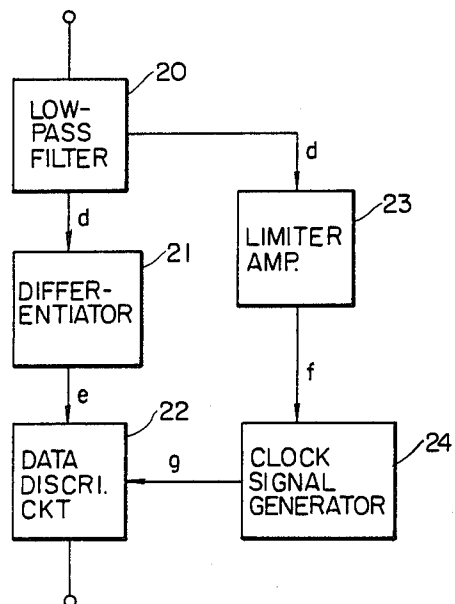 20
LOW-
PASS
FILTER
d
d
23
LIMITER
AMP.
21
DIFFER-
ENTIATOR
e
f
22
DATA
DISCRI.
CKT
g
CLOCK
SIGNAL
GENERATOR
24